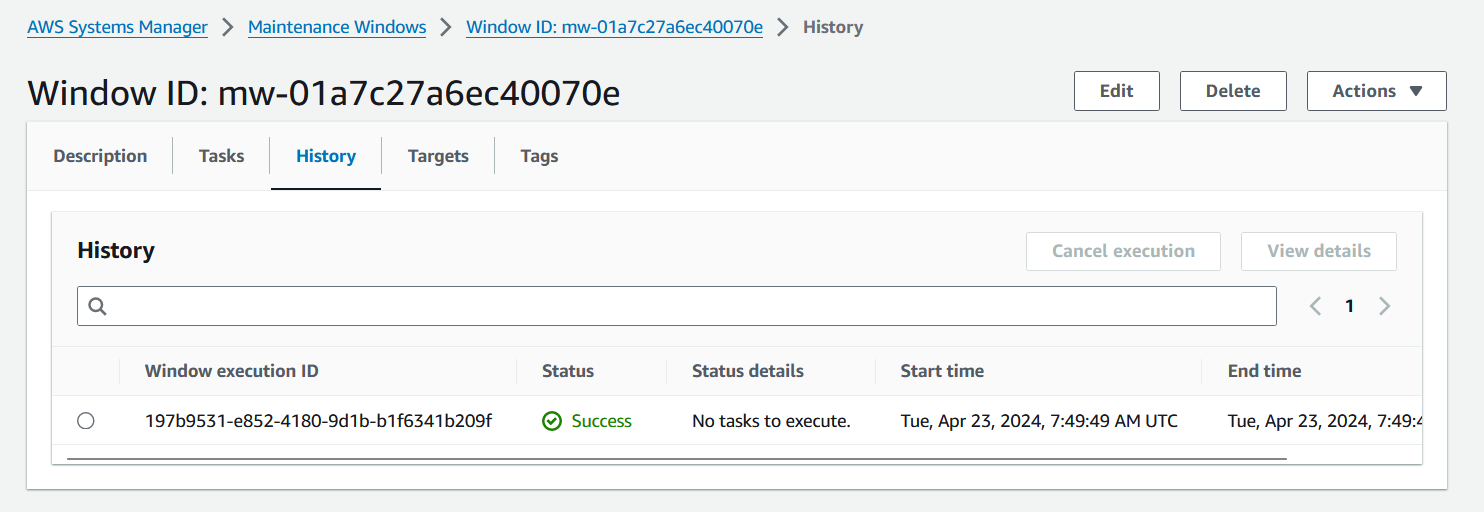 AWS Systems Manager > Maintenance Windows > Window ID: mw-01a7c27a6ec40070e > History
Window ID: mw-01a7c27a6ec40070e Edit Delete Actions ▼
Description Tasks History Targets Tags
History Cancel execution View details
1
Window execution ID Status Status details Start time End time
197b9531-e852-4180-9d1b-b1f6341b209f Success No tasks to execute. Tue, Apr 23, 2024, 7:49:49 AM UTC Tue, Apr 23, 2024,